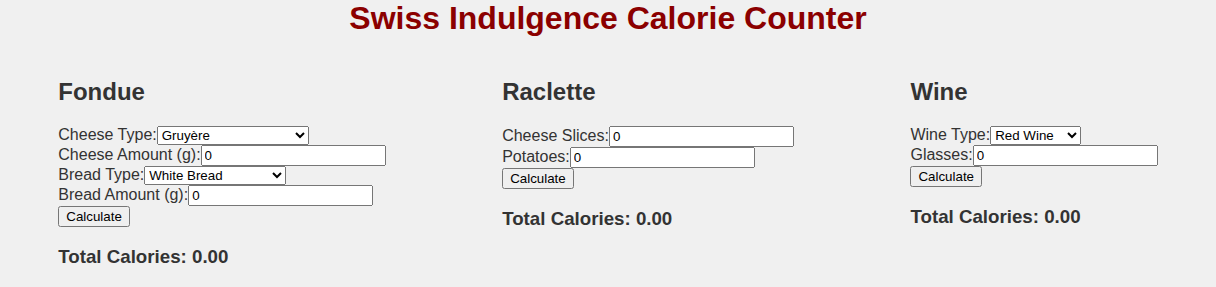 Swiss Indulgence Calorie Counter
Fondue
Cheese Type: Gruyère
Cheese Amount (g): 0
Bread Type: White Bread
Bread Amount (g): 0
Calculate
Total Calories: 0.00
Raclette
Cheese Slices: 0
Potatoes: 0
Calculate
Total Calories: 0.00
Wine
Wine Type: Red Wine
Glasses: 0
Calculate
Total Calories: 0.00